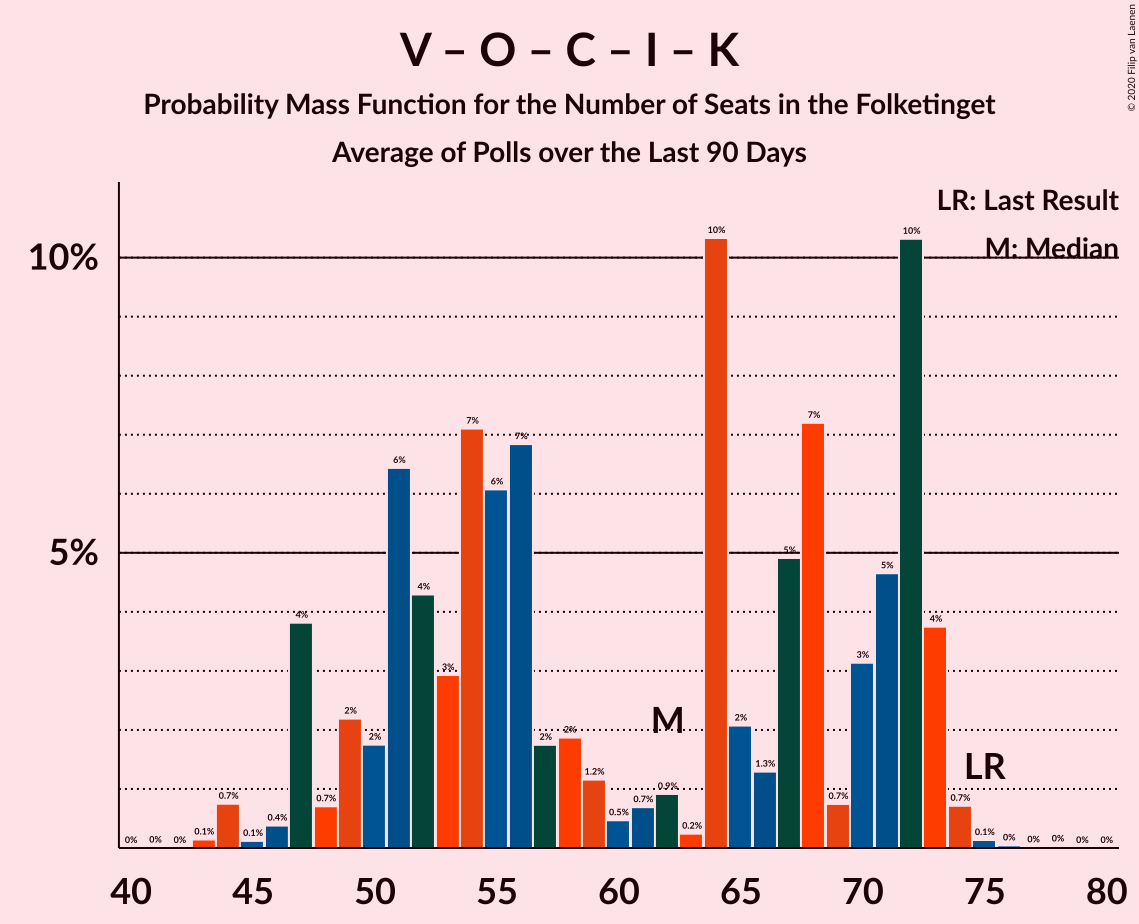 © 2020 Filip van Laenen
V – O – C – I – K
Probability Mass Function for the Number of Seats in the Folketinget
Average of Polls over the Last 90 Days
LR: Last Result
M: Median
10%
5%
0% 0% 0% 0.1% 0.7% 0.1% 0.4% 4% 0.7% 2% 2% 6% 4% 3% 7% 6% 7% 2% 2% 1.2% 0.5% 0.7% 0.9% 0.2% 10% 2% 1.3% 5% 7% 0.7% 3% 5% 10% 4% 0.7% 0.1% 0% 0% 0% 0% 0%
M
LR
40 45 50 55 60 65 70 75 80